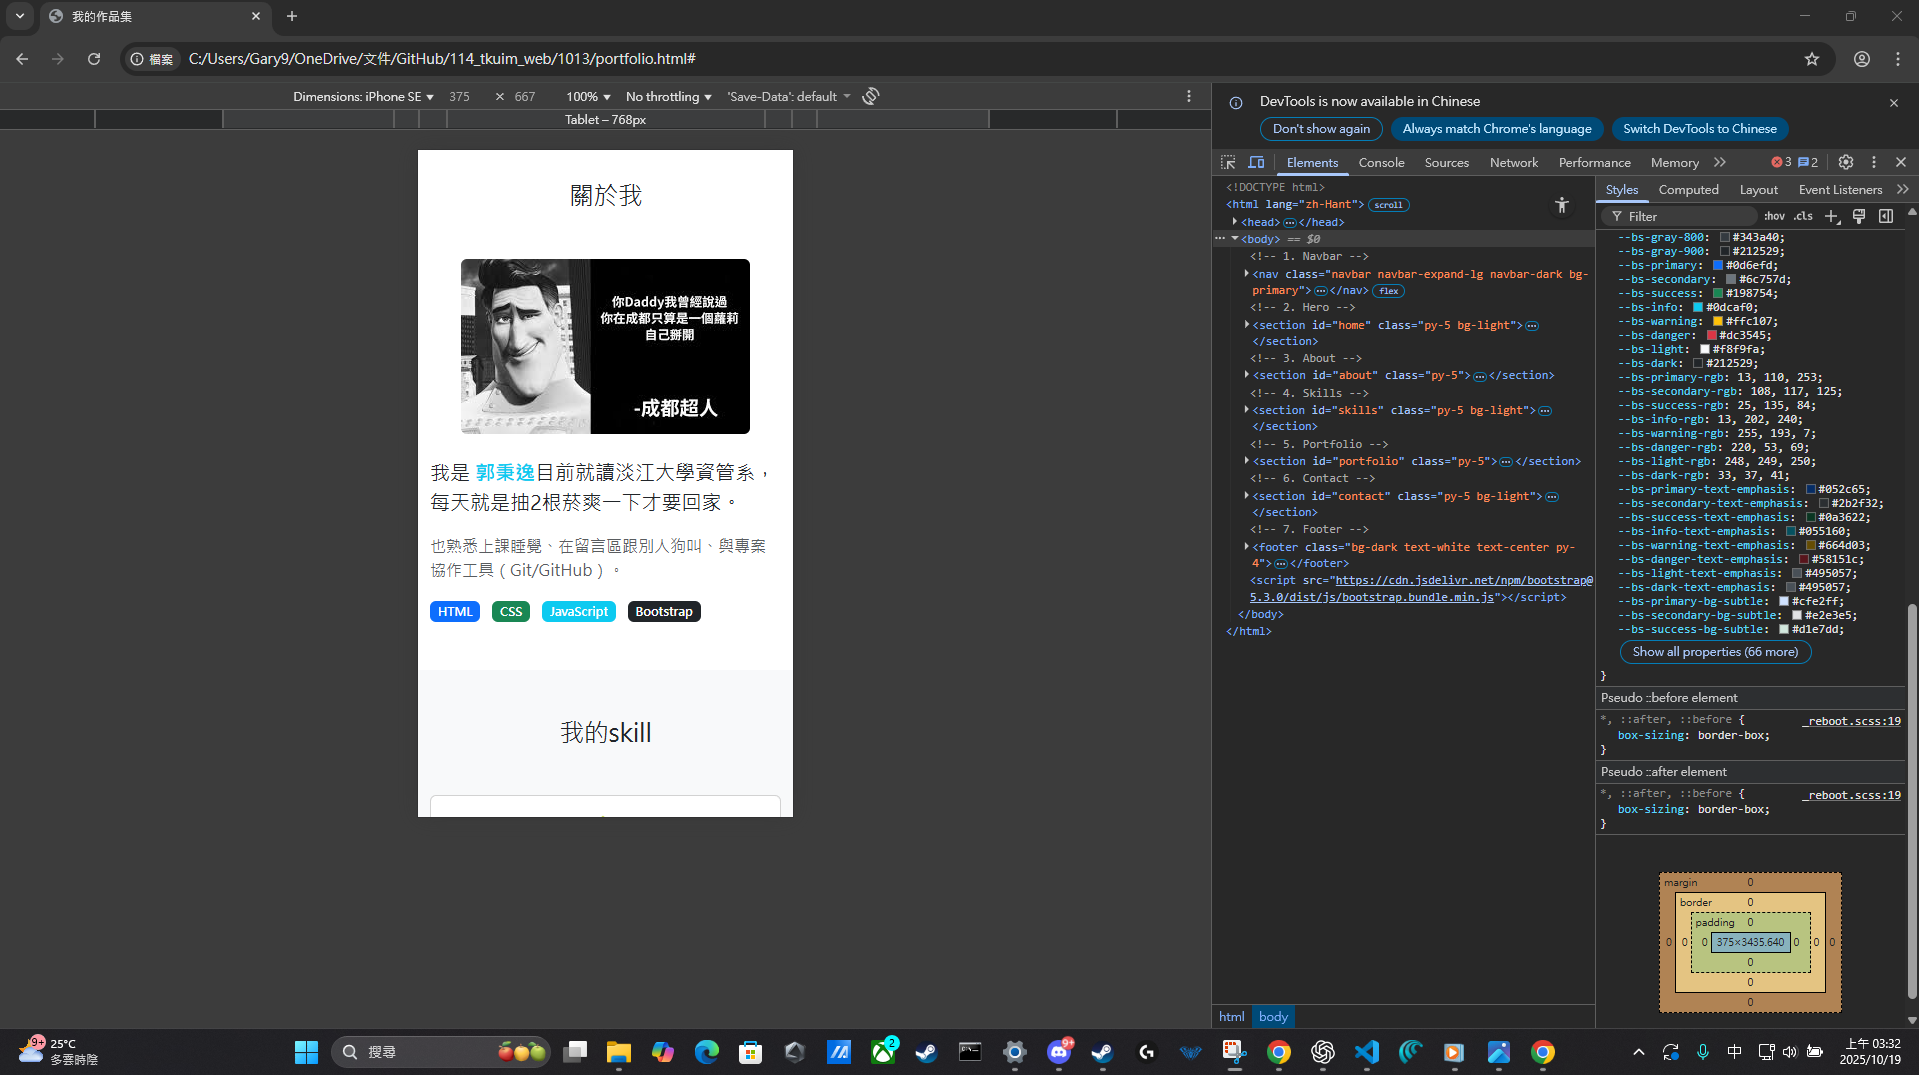 我的作品集
檔案
C:/Users/Gary9/OneDrive/文件/GitHub/114_tkuim_web/1013/portfolio.html#
Dimensions: iPhone SE
375
×
667
100%
No throttling
'Save-Data': default
Tablet – 768px
關於我
你Daddy我曾經說過
你在成都只算是一個蘿莉
自己掰開
-成都超人
我是 郭秉逸目前就讀淡江大學資管系，
每天就是抽2根菸爽一下才要回家。
也熟悉上課睡覺、在留言區跟別人狗叫、與專案
協作工具（Git/GitHub）。
HTML
CSS
JavaScript
Bootstrap
我的skill
DevTools is now available in Chinese
Don't show again
Always match Chrome's language
Switch DevTools to Chinese
Elements
Console
Sources
Network
Performance
Memory
3
2
<!DOCTYPE html>
<html lang="zh-Hant"> scroll
<head> … </head>
··· <body> == $0
<!-- 1. Navbar -->
<nav class="navbar navbar-expand-lg navbar-dark bg-
primary"> … </nav> flex
<!-- 2. Hero -->
<section id="home" class="py-5 bg-light"> …
</section>
<!-- 3. About -->
<section id="about" class="py-5"> … </section>
<!-- 4. Skills -->
<section id="skills" class="py-5 bg-light"> …
</section>
<!-- 5. Portfolio -->
<section id="portfolio" class="py-5"> … </section>
<!-- 6. Contact -->
<section id="contact" class="py-5 bg-light"> …
</section>
<!-- 7. Footer -->
<footer class="bg-dark text-white text-center py-
4"> … </footer>
<script src="https://cdn.jsdelivr.net/npm/bootstrap@
5.3.0/dist/js/bootstrap.bundle.min.js"></script>
</body>
</html>
html
body
Styles
Computed
Layout
Event Listeners
Filter
:hov
.cls
--bs-gray-800: #343a40;
--bs-gray-900: #212529;
--bs-primary: #0d6efd;
--bs-secondary: #6c757d;
--bs-success: #198754;
--bs-info: #0dcaf0;
--bs-warning: #ffc107;
--bs-danger: #dc3545;
--bs-light: #f8f9fa;
--bs-dark: #212529;
--bs-primary-rgb: 13, 110, 253;
--bs-secondary-rgb: 108, 117, 125;
--bs-success-rgb: 25, 135, 84;
--bs-info-rgb: 13, 202, 240;
--bs-warning-rgb: 255, 193, 7;
--bs-danger-rgb: 220, 53, 69;
--bs-light-rgb: 248, 249, 250;
--bs-dark-rgb: 33, 37, 41;
--bs-primary-text-emphasis: #052c65;
--bs-secondary-text-emphasis: #2b2f32;
--bs-success-text-emphasis: #0a3622;
--bs-info-text-emphasis: #055160;
--bs-warning-text-emphasis: #664d03;
--bs-danger-text-emphasis: #58151c;
--bs-light-text-emphasis: #495057;
--bs-dark-text-emphasis: #495057;
--bs-primary-bg-subtle: #cfe2ff;
--bs-secondary-bg-subtle: #e2e3e5;
--bs-success-bg-subtle: #d1e7dd;
Show all properties (66 more)
}
Pseudo ::before element
*, ::after, ::before {
_reboot.scss:19
box-sizing: border-box;
}
Pseudo ::after element
*, ::after, ::before {
_reboot.scss:19
box-sizing: border-box;
}
margin 0
border 0
padding 0
0 0 0 375×3435.640 0 0 0
0
0
0
9+
25°C
多雲時陰
搜尋
2
9+
中
上午 03:32
2025/10/19